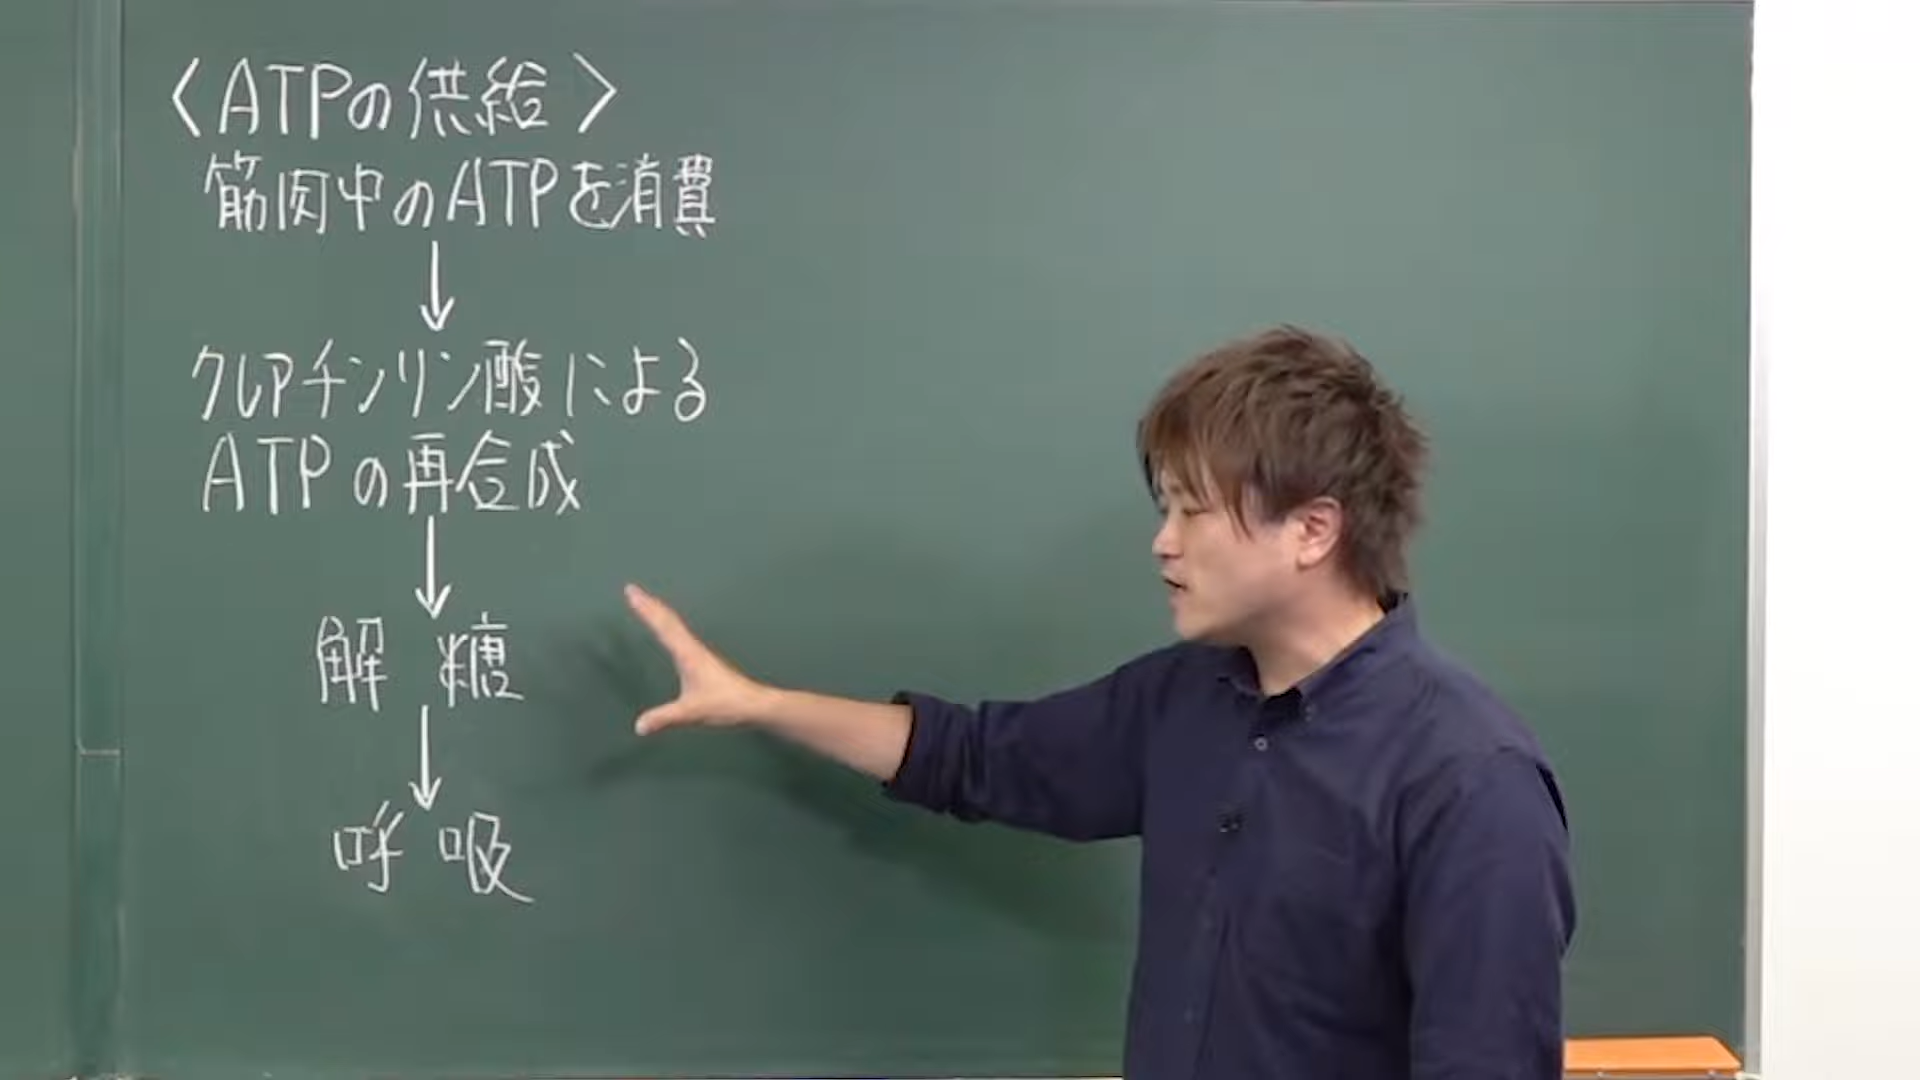 〈ATPの供給〉
筋肉中のATPを消費
↓
クレアチンリン酸による
ATPの再合成
↓
解糖
↓
呼吸